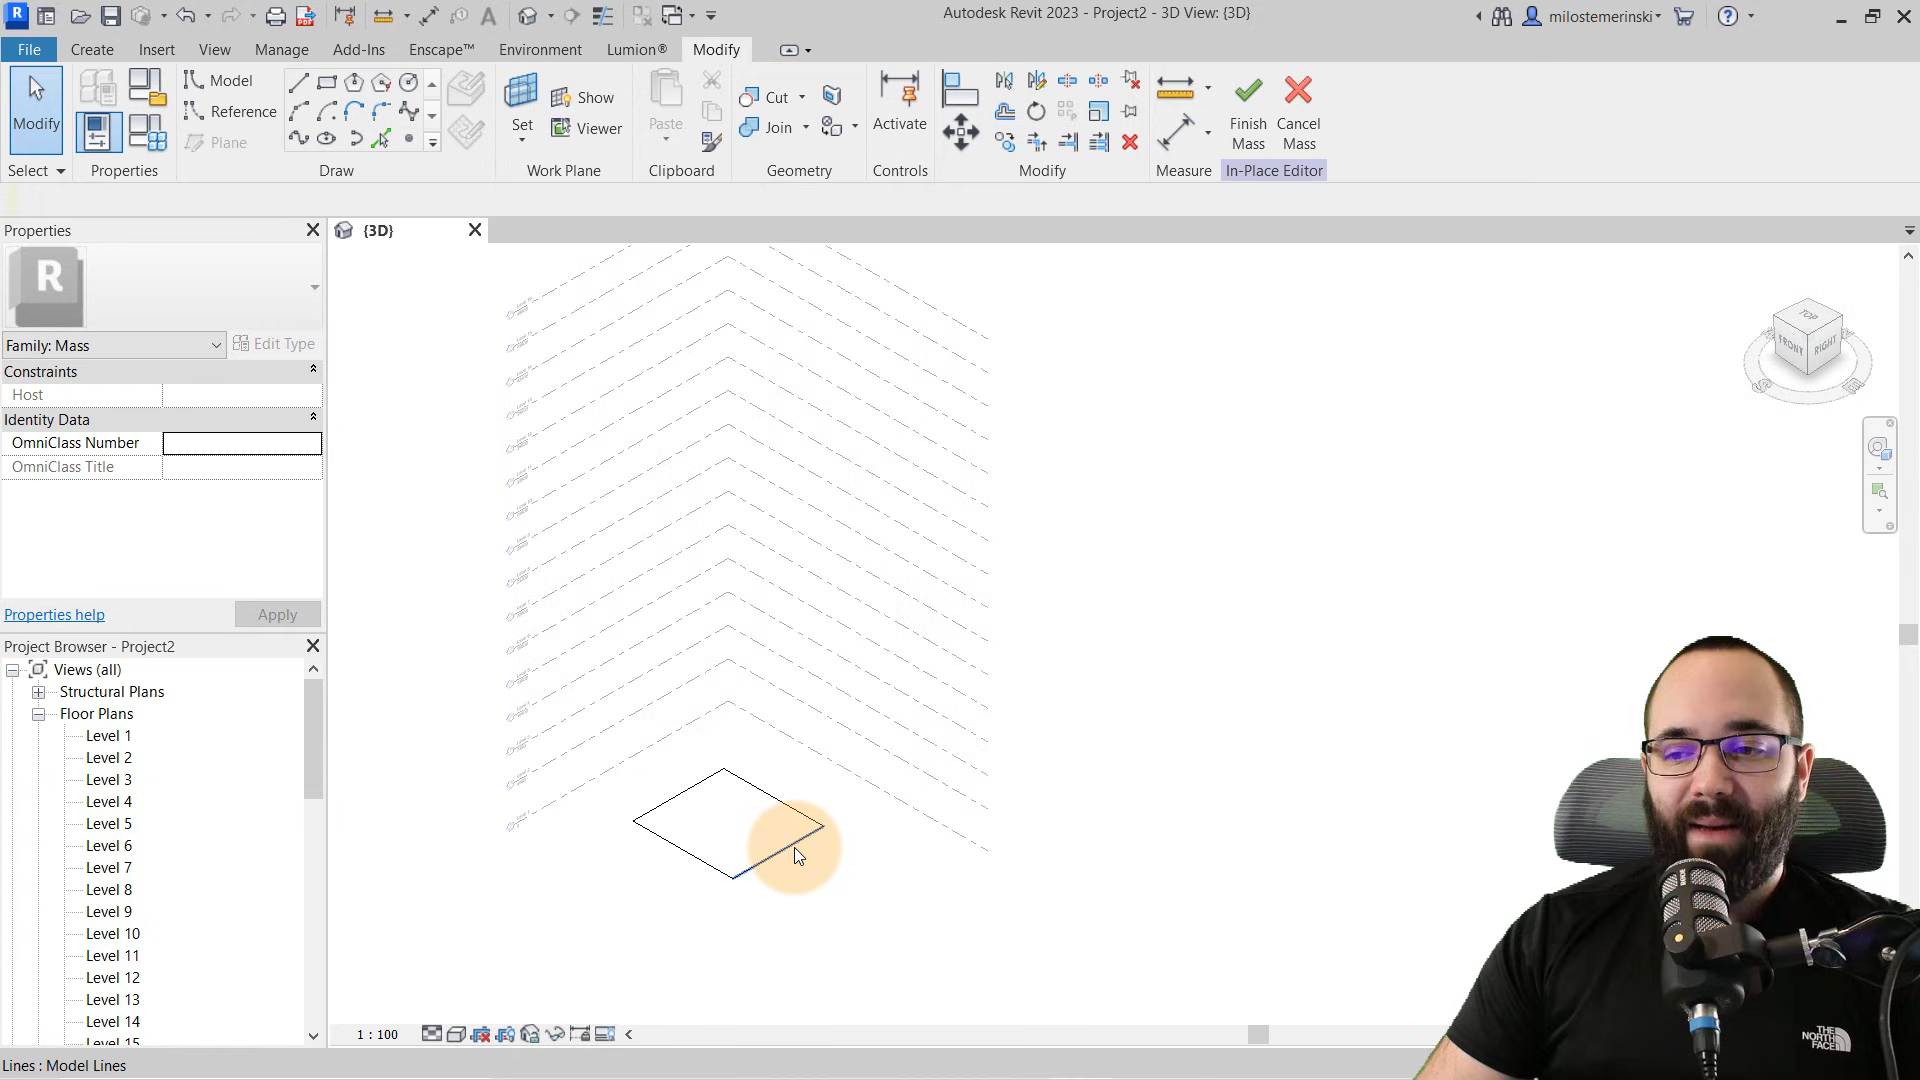 Autodesk Revit 2023 - Project2 - 3D View: {3D}
milostemerinski
File Create Insert View Manage Add-Ins Enscape™ Environment Lumion® Modify
Modify
Select
Properties
Model
Reference
Plane
Draw
Set
Show
Viewer
Work Plane
Paste
Clipboard
Cut
Join
Geometry
Activate
Controls
Modify
Measure
Finish Mass
Cancel Mass
In-Place Editor
Properties
{3D}
R
Family: Mass
Edit Type
Constraints
Host
Identity Data
OmniClass Number
OmniClass Title
Properties help
Apply
Project Browser - Project2
Views (all)
Structural Plans
Floor Plans
Level 1
Level 2
Level 3
Level 4
Level 5
Level 6
Level 7
Level 8
Level 9
Level 10
Level 11
Level 12
Level 13
Level 14
Level 15
TOP
FRONT
RIGHT
S
E
1 : 100
Lines : Model Lines
THE
NORTH
FACE